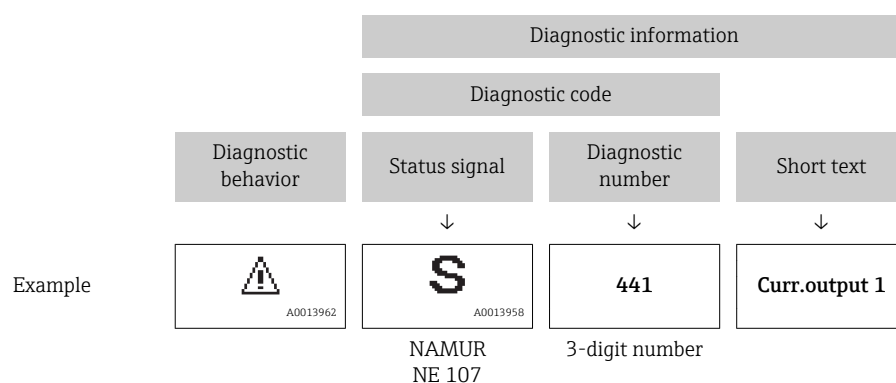 Diagnostic information
Diagnostic code
Diagnostic
behavior
Status signal
Diagnostic
number
Short text
↓ ↓ ↓
Example
A0013962
S
A0013958
441
Curr.output 1
NAMUR
NE 107
3-digit number